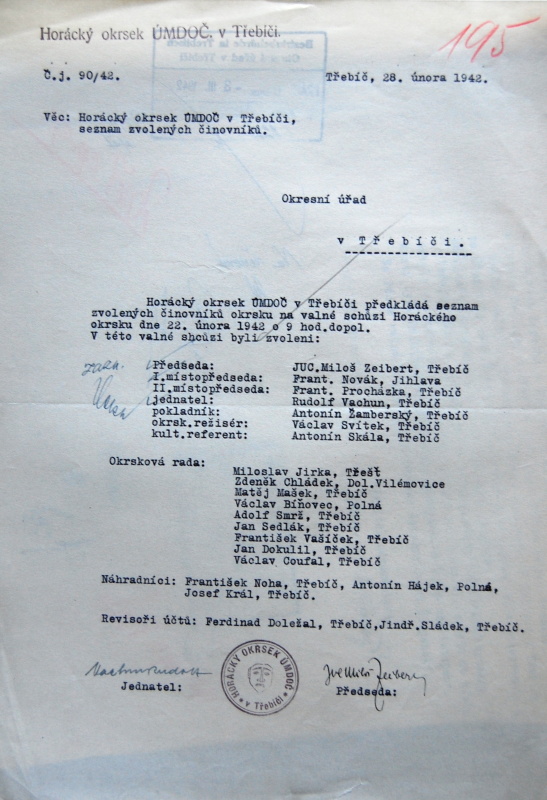 Horácký okrsek ÚMDOČ, v Třebíči.
195
Č.j. 90/42.
Třebíč, 28. února 1942.
Věc: Horácký okrsek ÚMDOČ v Třebíči,
seznam zvolených činovníků.
Okresní úřad
v Třebíči.
Horácký okrsek ÚMDOČ v Třebíči předkládá seznam
zvolených činovníků okrsku na valné schůzi Horáckého
okrsku dne 22. února 1942 o 9 hod.dopol.
V této valné shcůzi byli zvoleni:
Předseda: JUC.Miloš Zeibert, Třebíč
I.místopředseda: Frant. Novák, Jihlava
II.místopředseda: Frant. Procházka, Třebíč
jednatel: Rudolf Vachun, Třebíč
pokladník: Antonín Žamberský, Třebíč
okrsk.režisér: Václav Svítek, Třebíč
kult.referent: Antonín Skála, Třebíč
Okrsková rada:
Miloslav Jirka, Třešť
Zdeněk Chládek, Dol.Vilémovice
Matěj Mašek, Třebíč
Václav Bíňovec, Polná
Adolf Smrž, Třebíč
Jan Sedlák, Třebíč
František Vašíček, Třebíč
Jan Dokulil, Třebíč
Václav Coufal, Třebíč
Náhradníci: František Noha, Třebíč, Antonín Hájek, Polná,
Josef Král, Třebíč.
Revisoři účtů: Ferdinad Doležal, Třebíč,Jindř.Sládek, Třebíč.
HORÁCKÝ OKRSEK ÚMDOČ
v Třebíči
Jednatel:
Předseda: